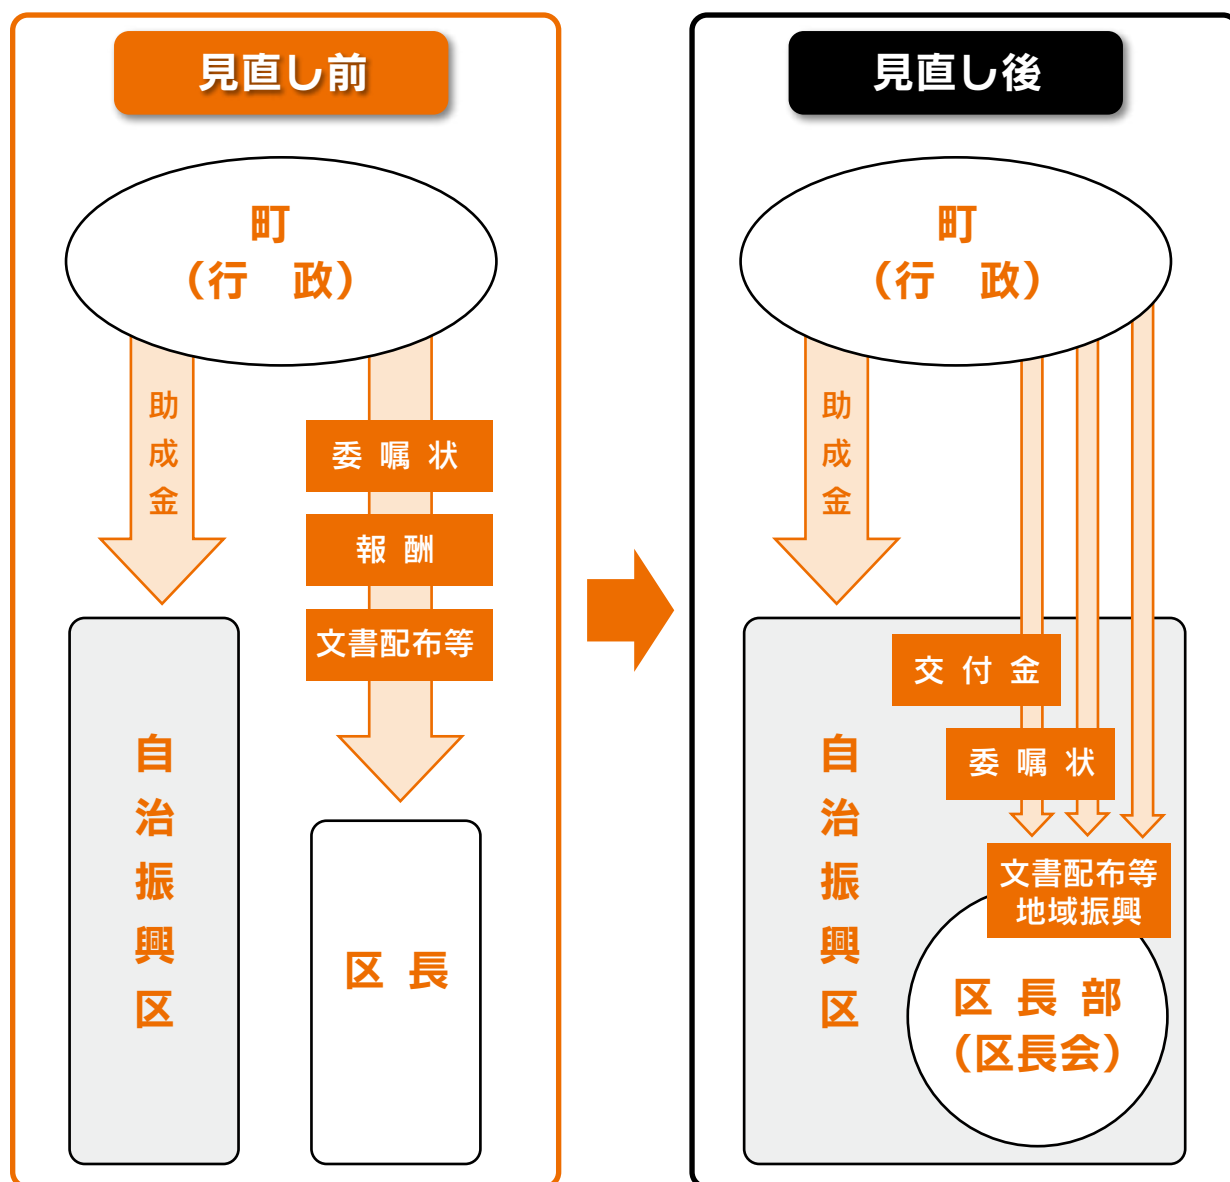 見直し前
町
（行　政）
助成金
委嘱状
報酬
文書配布等
自治振興区
区長
見直し後
町
（行　政）
助成金
交付金
委嘱状
文書配布等
地域振興
自治振興区
区長部
（区長会）